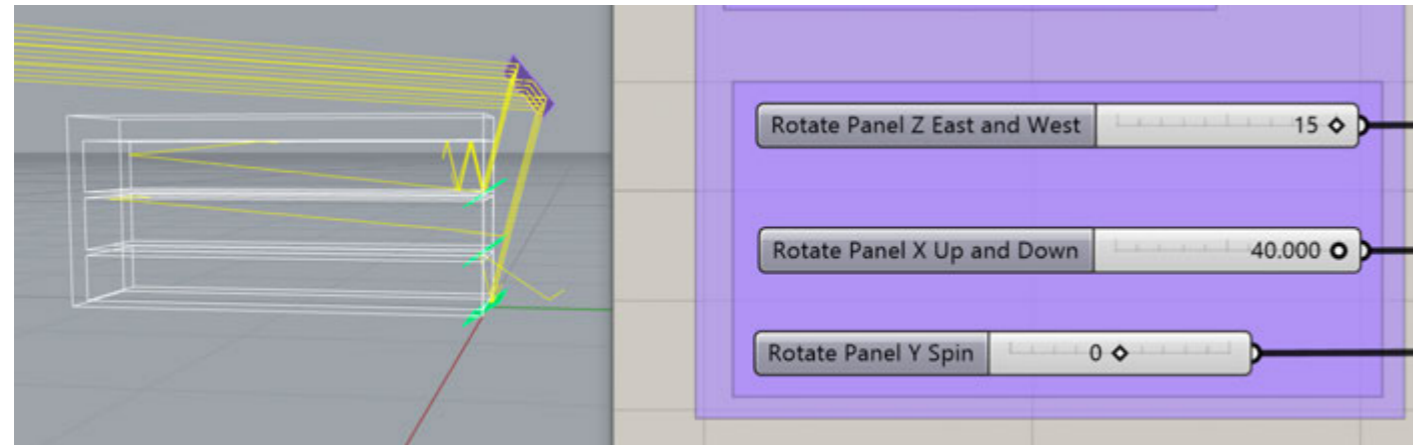 Rotate Panel Z East and West 15
Rotate Panel X Up and Down 40.000
Rotate Panel Y Spin 0